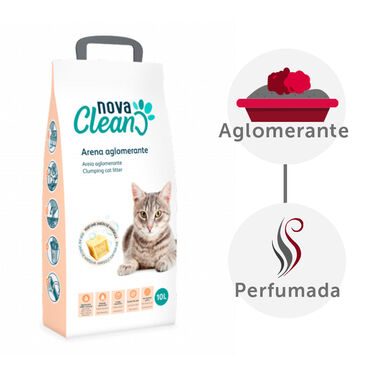 nova
Clean
Arena aglomerante
Areia aglomerante
Clumping cat litter
10L
Aglomerante
Perfumada